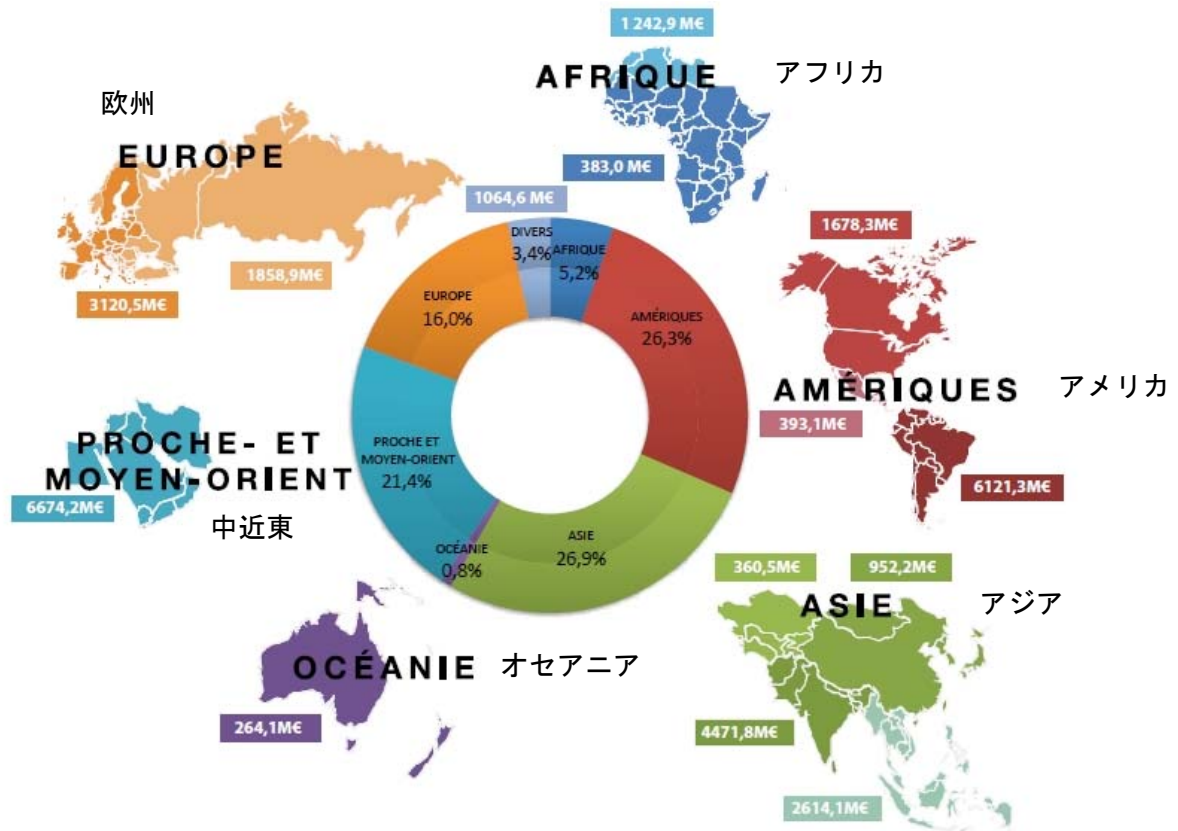 1 242,9 M€
AFRIQUE
アフリカ
383,0 M€
欧州
EUROPE
1858,9M€
3120,5M€
1064,6 M€
DIVERS
3,4%
AFRIQUE
5,2%
EUROPE
16,0%
AMÉRIQUES
26,3%
PROCHE ET
MOYEN-ORIENT
21,4%
OCÉANIE
0,8%
ASIE
26,9%
1678,3M€
AMÉRIQUES
アメリカ
393,1M€
6121,3M€
PROCHE- ET
MOYEN-ORIENT
6674,2M€
中近東
OCÉANIE
オセアニア
264,1M€
360,5M€
952,2M€
ASIE
アジア
4471,8M€
2614,1M€